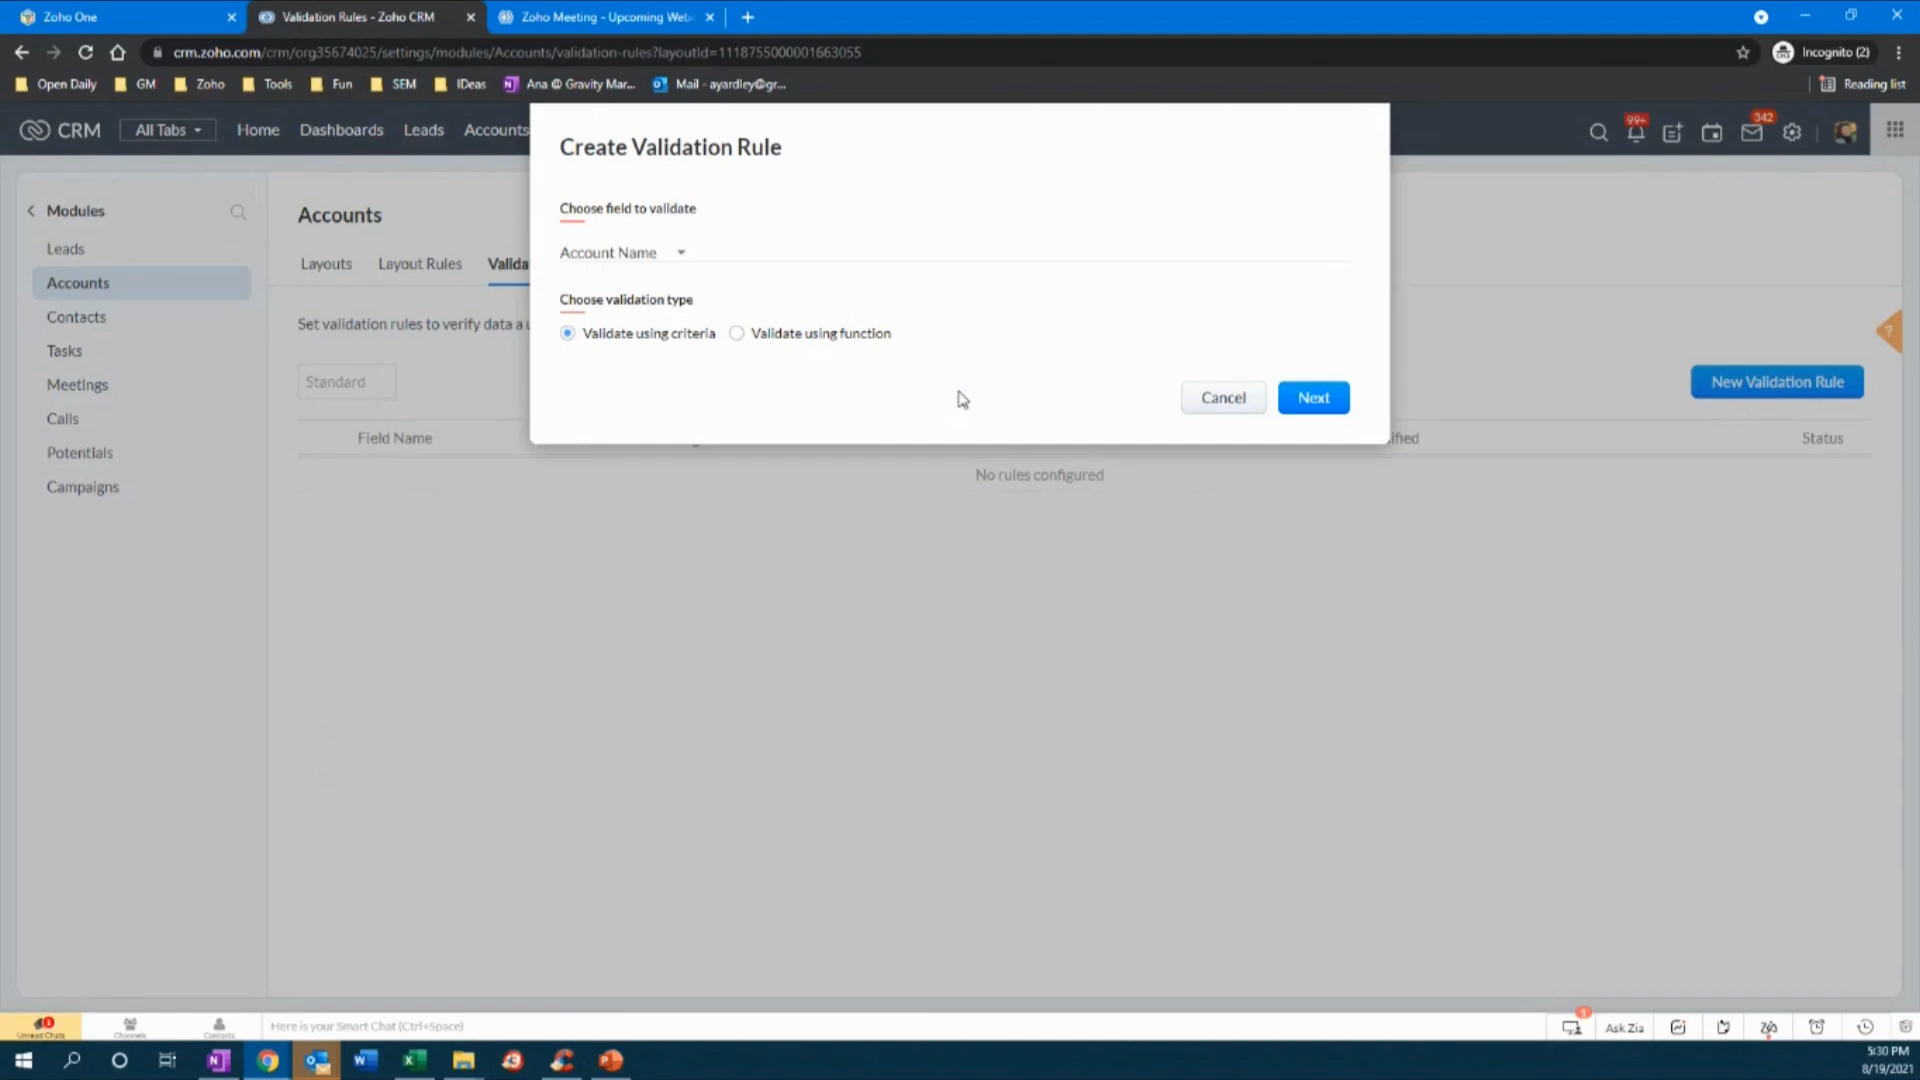 Zoho One
Validation Rules - Zoho CRM
Zoho Meeting - Upcoming Web
crm.zoho.com/crm/org35674025/settings/modules/Accounts/validation-rules?layoutId=1118755000001663055
Incognito (2)
Open Daily
GM
Zoho
Tools
Fun
SEM
IDeas
Ana @ Gravity Mar...
Mail - ayardley@gr...
Reading list
CRM
All Tabs
Home
Dashboards
Leads
Accounts
99+
342
Create Validation Rule
Choose field to validate
Account Name
Choose validation type
Validate using criteria
Validate using function
Cancel
Next
Modules
Leads
Accounts
Contacts
Tasks
Meetings
Calls
Potentials
Campaigns
Accounts
Layouts
Layout Rules
Valida
Set validation rules to verify data a u
Standard
New Validation Rule
?
Field Name
ified
Status
No rules configured
1
Unread Chats
Channels
Contacts
Here is your Smart Chat (Ctrl+Space)
1
Ask Zia
5:30 PM
8/19/2021